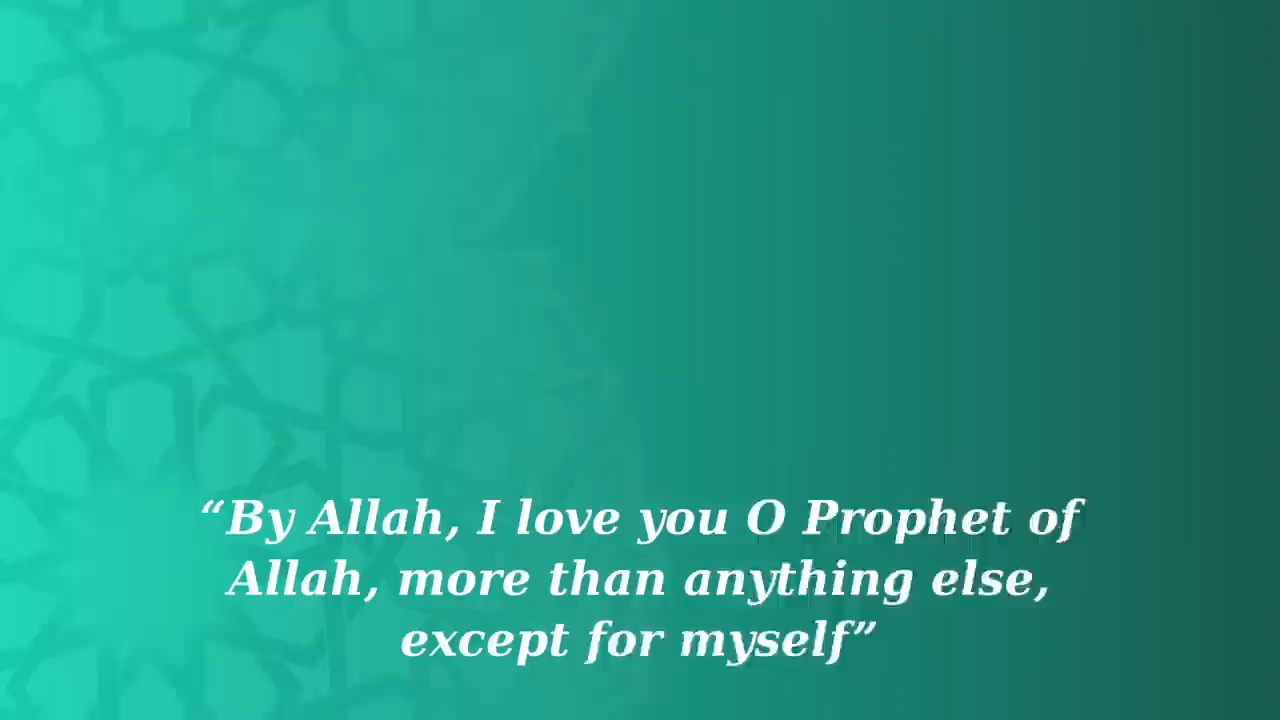 “By Allah, I love you O Prophet of
Allah, more than anything else,
except for myself”